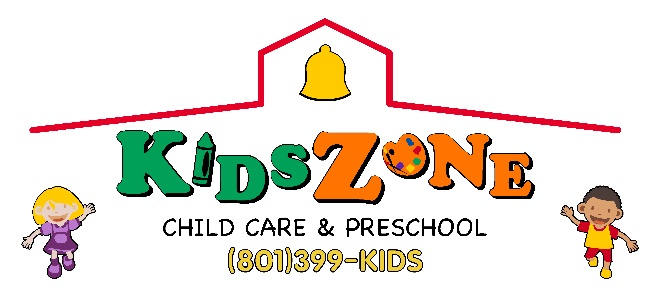 KIDSZONE
CHILD CARE & PRESCHOOL
(801)399-KIDS